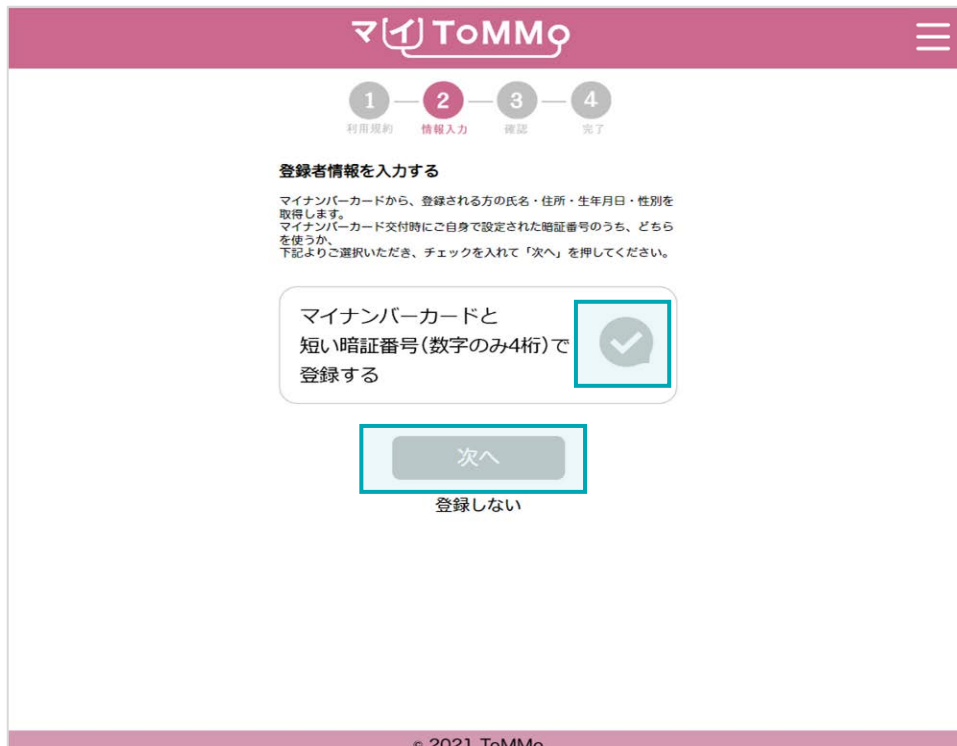 マイ ToMMo
1 2 3 4
利用規約 情報入力 確認 完了
登録者情報を入力する
マイナンバーカードから、登録される方の氏名・住所・生年月日・性別を
取得します。
マイナンバーカード交付時にご自身で設定された暗証番号のうち、どちら
を使うか、
下記よりご選択いただき、チェックを入れて「次へ」を押してください。
マイナンバーカードと
短い暗証番号(数字のみ4桁)で
登録する
次へ
登録しない
© 2021 ToMMo